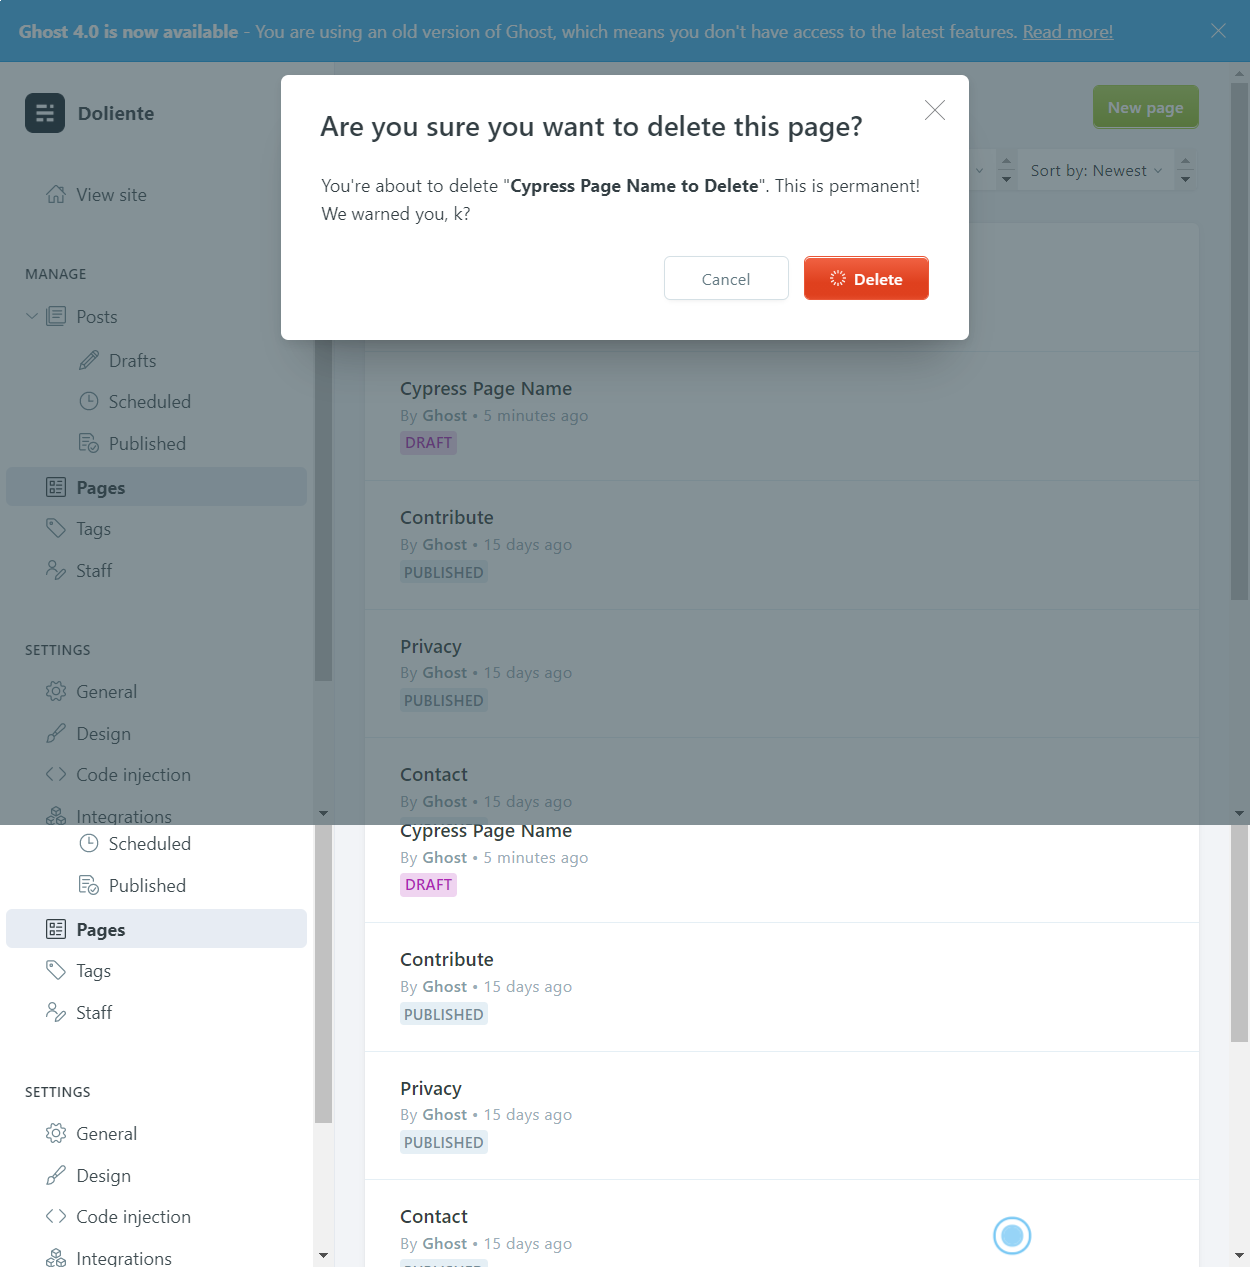 Ghost 4.0 is now available - You are using an old version of Ghost, which means you don't have access to the latest features. Read more!
Doliente
New page
Are you sure you want to delete this page?
Sort by: Newest
You're about to delete "Cypress Page Name to Delete". This is permanent!
We warned you, k?
Cancel
Delete
View site
MANAGE
Posts
Drafts
Scheduled
Published
Pages
Tags
Staff
SETTINGS
General
Design
Code injection
Integrations
Cypress Page Name
By Ghost • 5 minutes ago
DRAFT
Contribute
By Ghost • 15 days ago
PUBLISHED
Privacy
By Ghost • 15 days ago
PUBLISHED
Contact
By Ghost • 15 days ago
Scheduled
Published
Pages
Tags
Staff
SETTINGS
General
Design
Code injection
Integrations
Cypress Page Name
By Ghost • 5 minutes ago
DRAFT
Contribute
By Ghost • 15 days ago
PUBLISHED
Privacy
By Ghost • 15 days ago
PUBLISHED
Contact
By Ghost • 15 days ago